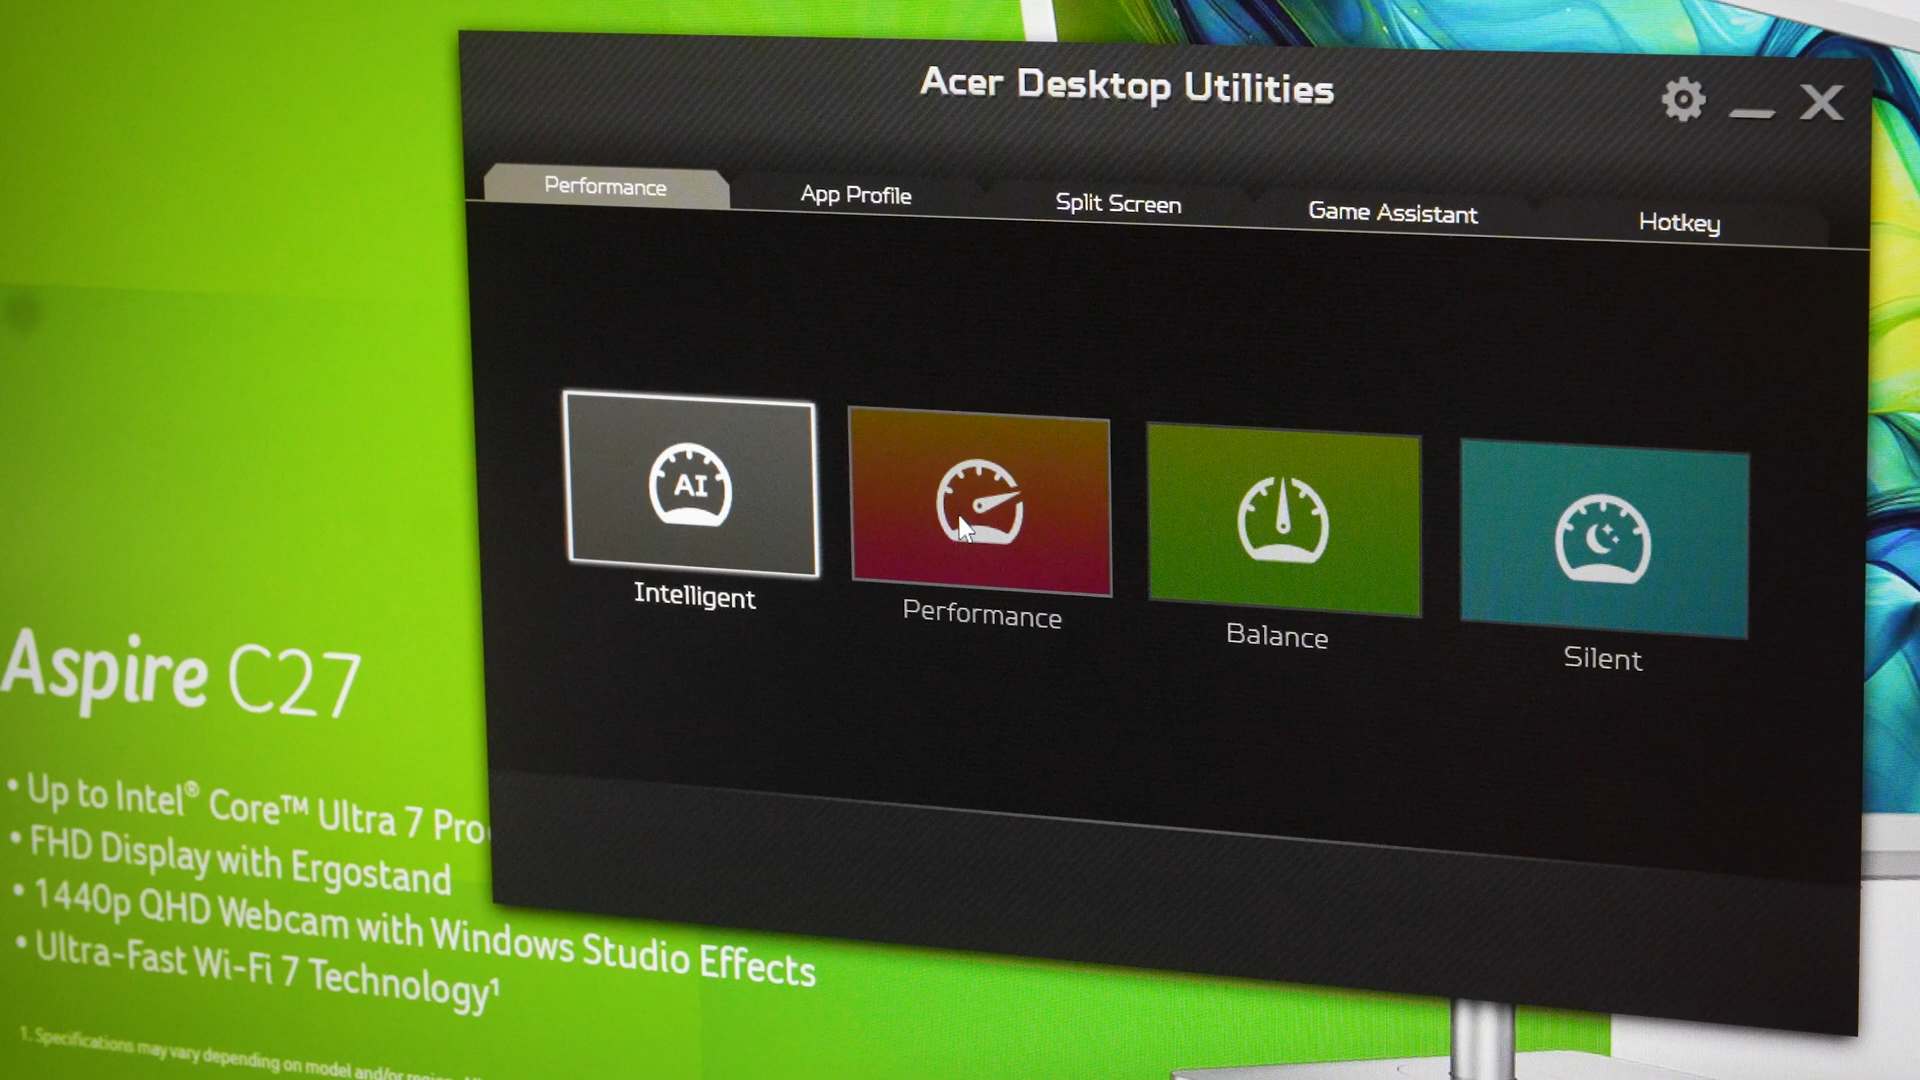 Acer Desktop Utilities
Performance
App Profile
Split Screen
Game Assistant
Hotkey
AI
Intelligent
Performance
Balance
Silent
Aspire C27
• Up to Intel® Core™ Ultra 7
• FHD Display with Ergostand
• 1440p QHD Webcam with Windows Studio Effects
• Ultra-Fast Wi-Fi 7 Technology¹
1. Specifications may vary depending on model and/or